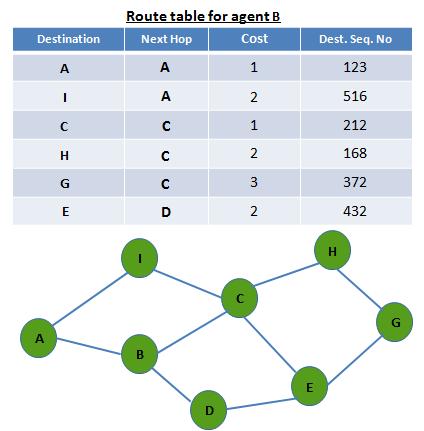 Route table for agent B
Destination Next Hop Cost Dest. Seq. No
A A 1 123
I A 2 516
C C 1 212
H C 2 168
G C 3 372
E D 2 432
H
I
C
G
A
B
E
D